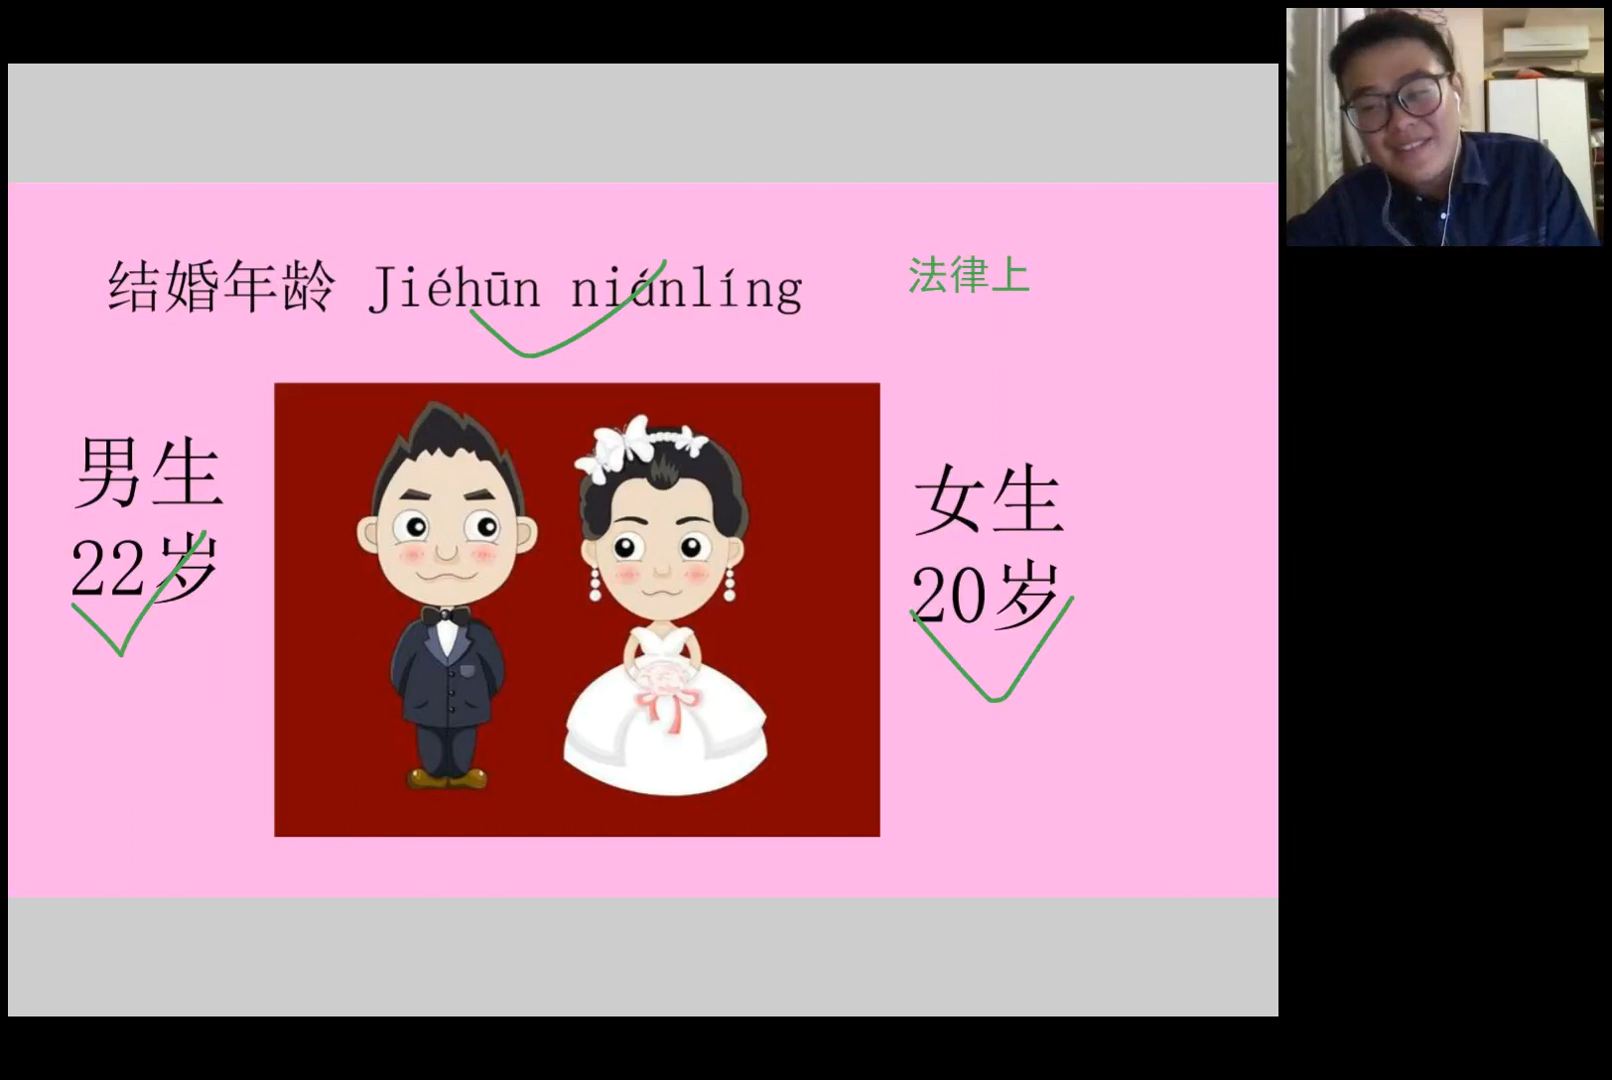 结婚年龄 Jiéhūn niánlíng
法律上
男生
22岁
女生
20岁